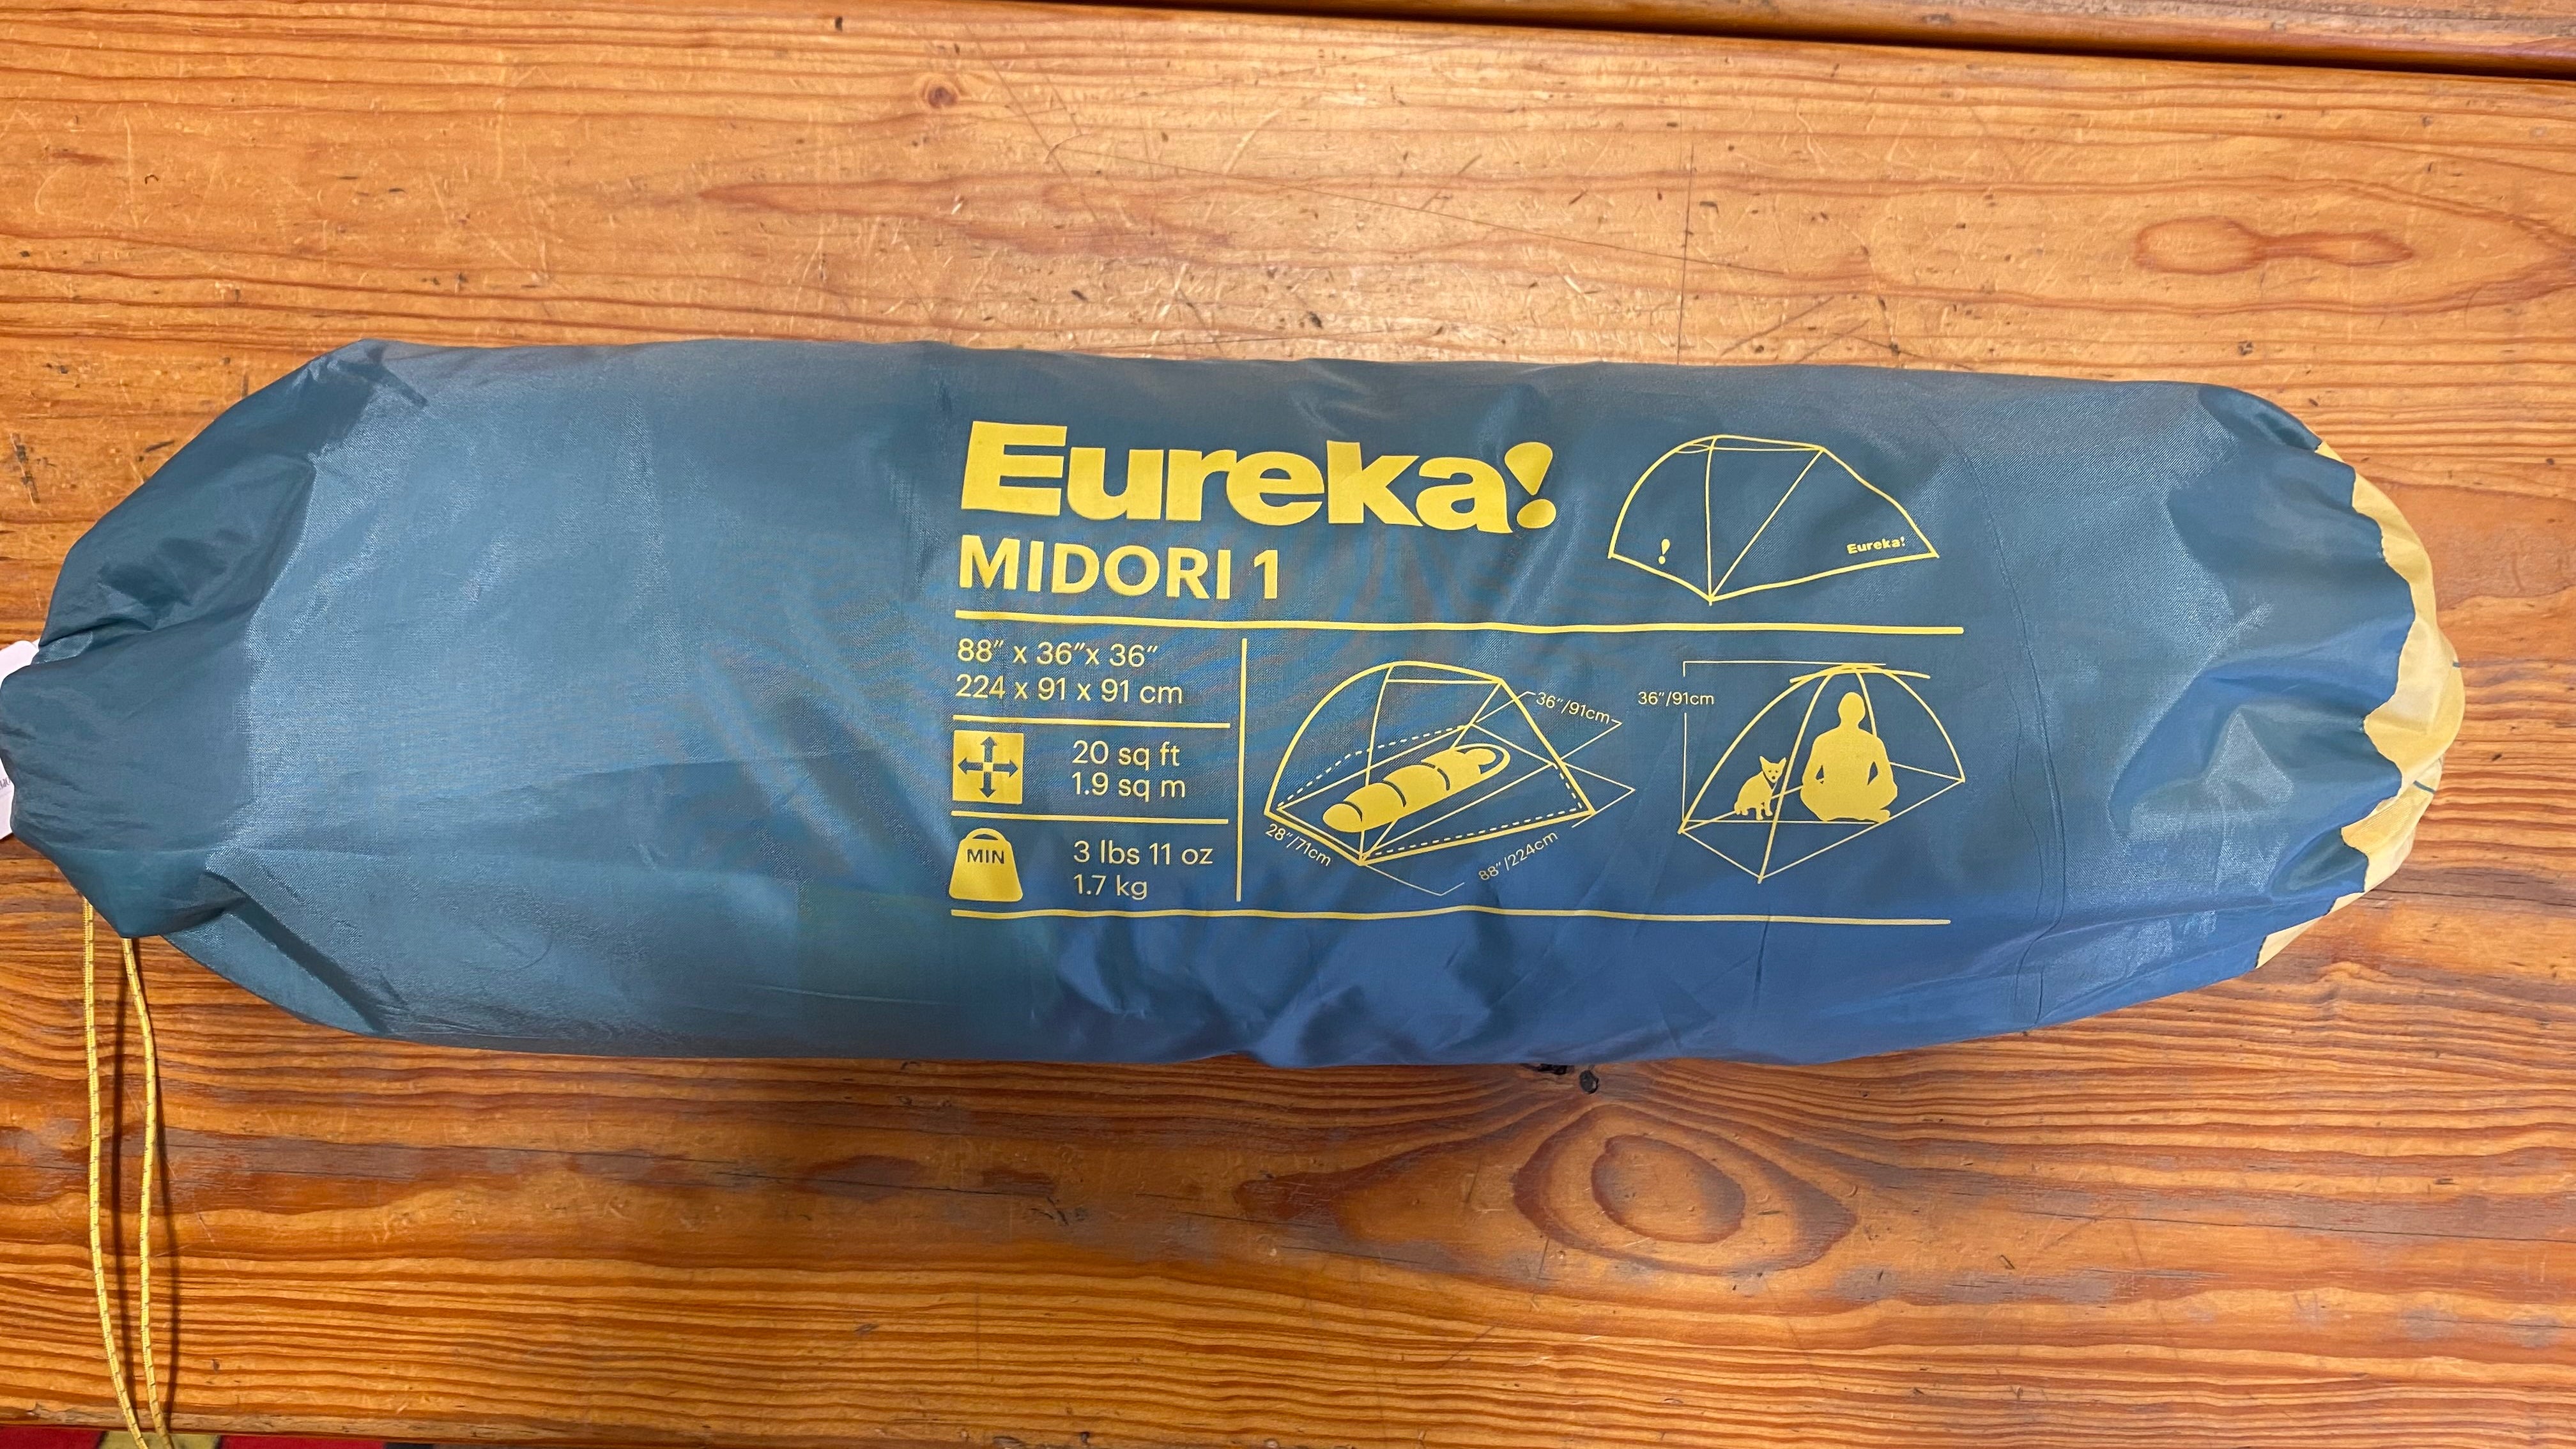 Eureka!
MIDORI 1
! Eureka!
88" x 36"x 36"
224 x 91 x 91 cm
20 sq ft
1.9 sq m
MIN
3 lbs 11 oz
1.7 kg
36"/91cm
28"/71cm
88"/224cm
36"/91cm